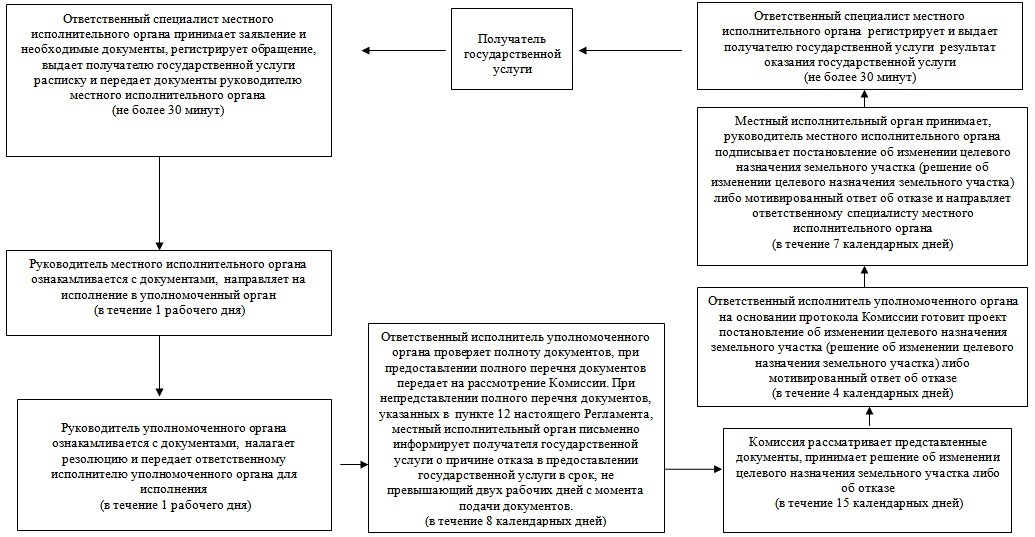 Получатель
государственной
услуги
Ответственный специалист местного
исполнительного органа принимает заявление и
необходимые документы, регистрирует обращение,
выдает получателю государственной услуги
расписку и передает документы руководителю
местного исполнительного органа
(не более 30 минут)
Руководитель местного исполнительного органа
ознакамливается с документами, направляет на
исполнение в уполномоченный орган
(в течение 1 рабочего дня)
Руководитель уполномоченного органа
ознакамливается с документами, налагает
резолюцию и передает ответственному
исполнителю уполномоченного органа для
исполнения
(в течение 1 рабочего дня)
Ответственный исполнитель уполномоченного
органа проверяет полноту документов, при
предоставлении полного перечня документов
передает на рассмотрение Комиссии. При
непредставлении полного перечня документов,
указанных в пункте 12 настоящего Регламента,
местный исполнительный орган письменно
информирует получателя государственной
услуги о причине отказа в предоставлении
государственной услуги в срок, не
превышающий двух рабочих дней с момента
подачи документов.
(в течение 8 календарных дней)
Комиссия рассматривает представленные
документы, принимает решение об изменении
целевого назначения земельного участка либо
об отказе
(в течение 15 календарных дней)
Ответственный исполнитель уполномоченного органа
на основании протокола Комиссии готовит проект
постановление об изменении целевого назначения
земельного участка (решение об изменении целевого
назначения земельного участка) либо
мотивированный ответ об отказе
(в течение 4 календарных дней)
Местный исполнительный орган принимает,
руководитель местного исполнительного органа
подписывает постановление об изменении целевого
назначения земельного участка (решение об
изменении целевого назначения земельного участка)
либо мотивированный ответ об отказе и направляет
ответственному специалисту местного
исполнительного органа
(в течение 7 календарных дней)
Ответственный специалист местного
исполнительного органа регистрирует и выдает
получателю государственной услуги результат
оказания государственной услуги
(не более 30 минут)